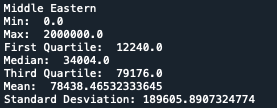 Middle Eastern
Min:  0.0
Max:  2000000.0
First Quartile:  12240.0
Median:  34004.0
Third Quartile:  79176.0
Mean:  78438.46532333645
Standard Desviation: 189605.8907324774